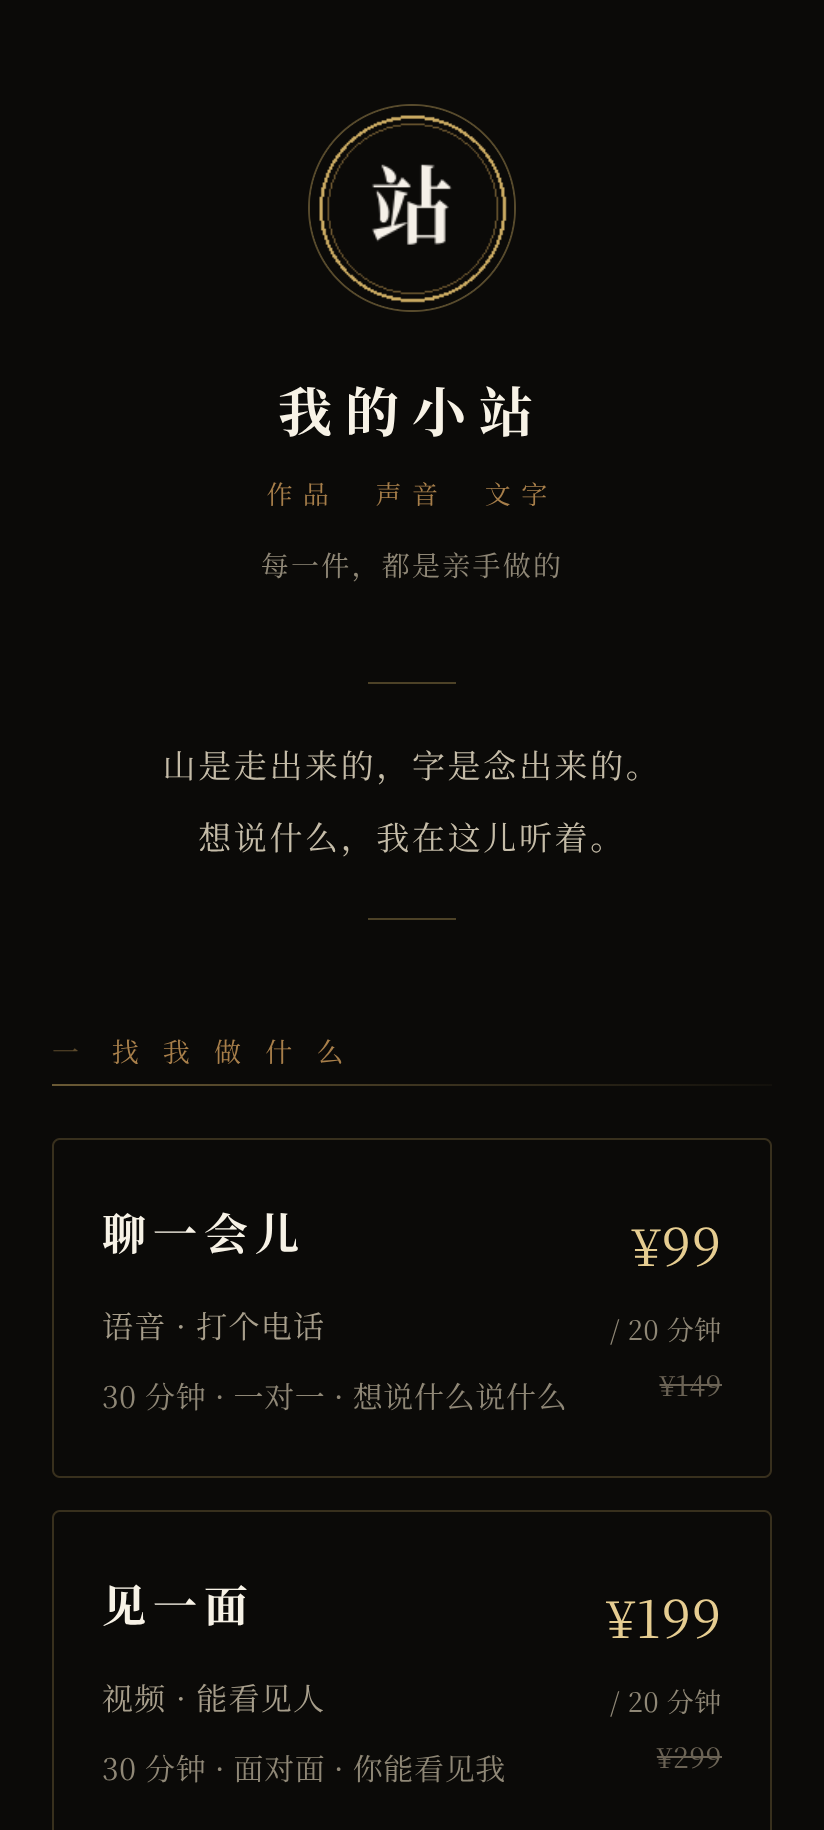 站
我的小站
作品 声音 文字
每一件，都是亲手做的
山是走出来的，字是念出来的。
想说什么，我在这儿听着。
一 找我做什么
聊一会儿
¥99
语音 · 打个电话
/ 20 分钟
30 分钟 · 一对一 · 想说什么说什么
¥149
见一面
¥199
视频 · 能看见人
/ 20 分钟
30 分钟 · 面对面 · 你能看见我
¥299